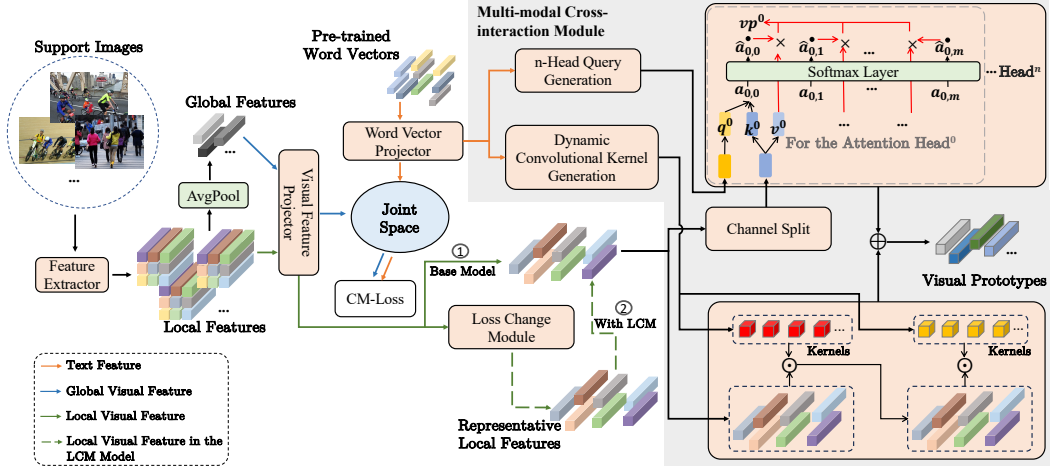 Support Images
...
Feature
Extractor
Global Features
...
AvgPool
...
Local Features
Visual Feature
Projector
Pre-trained
Word Vectors
Word Vector
Projector
Joint
Space
CM-Loss
①
Base Model
Loss Change
Module
②
With LCM
Representative
Local Features
Text Feature
Global Visual Feature
Local Visual Feature
Local Visual Feature in the
LCM Model
Multi-modal Cross-
interaction Module
n-Head Query
Generation
Dynamic
Convolutional Kernel
Generation
Channel Split
vp⁰
â₀,₀ â₀,₁ ... â₀,ₘ
Softmax Layer
... Headⁿ
a₀,₀ a₀,₁ ... a₀,ₘ
q⁰ k⁰ v⁰ ...
For the Attention Head⁰
...
Visual Prototypes
...
Kernels
...
Kernels